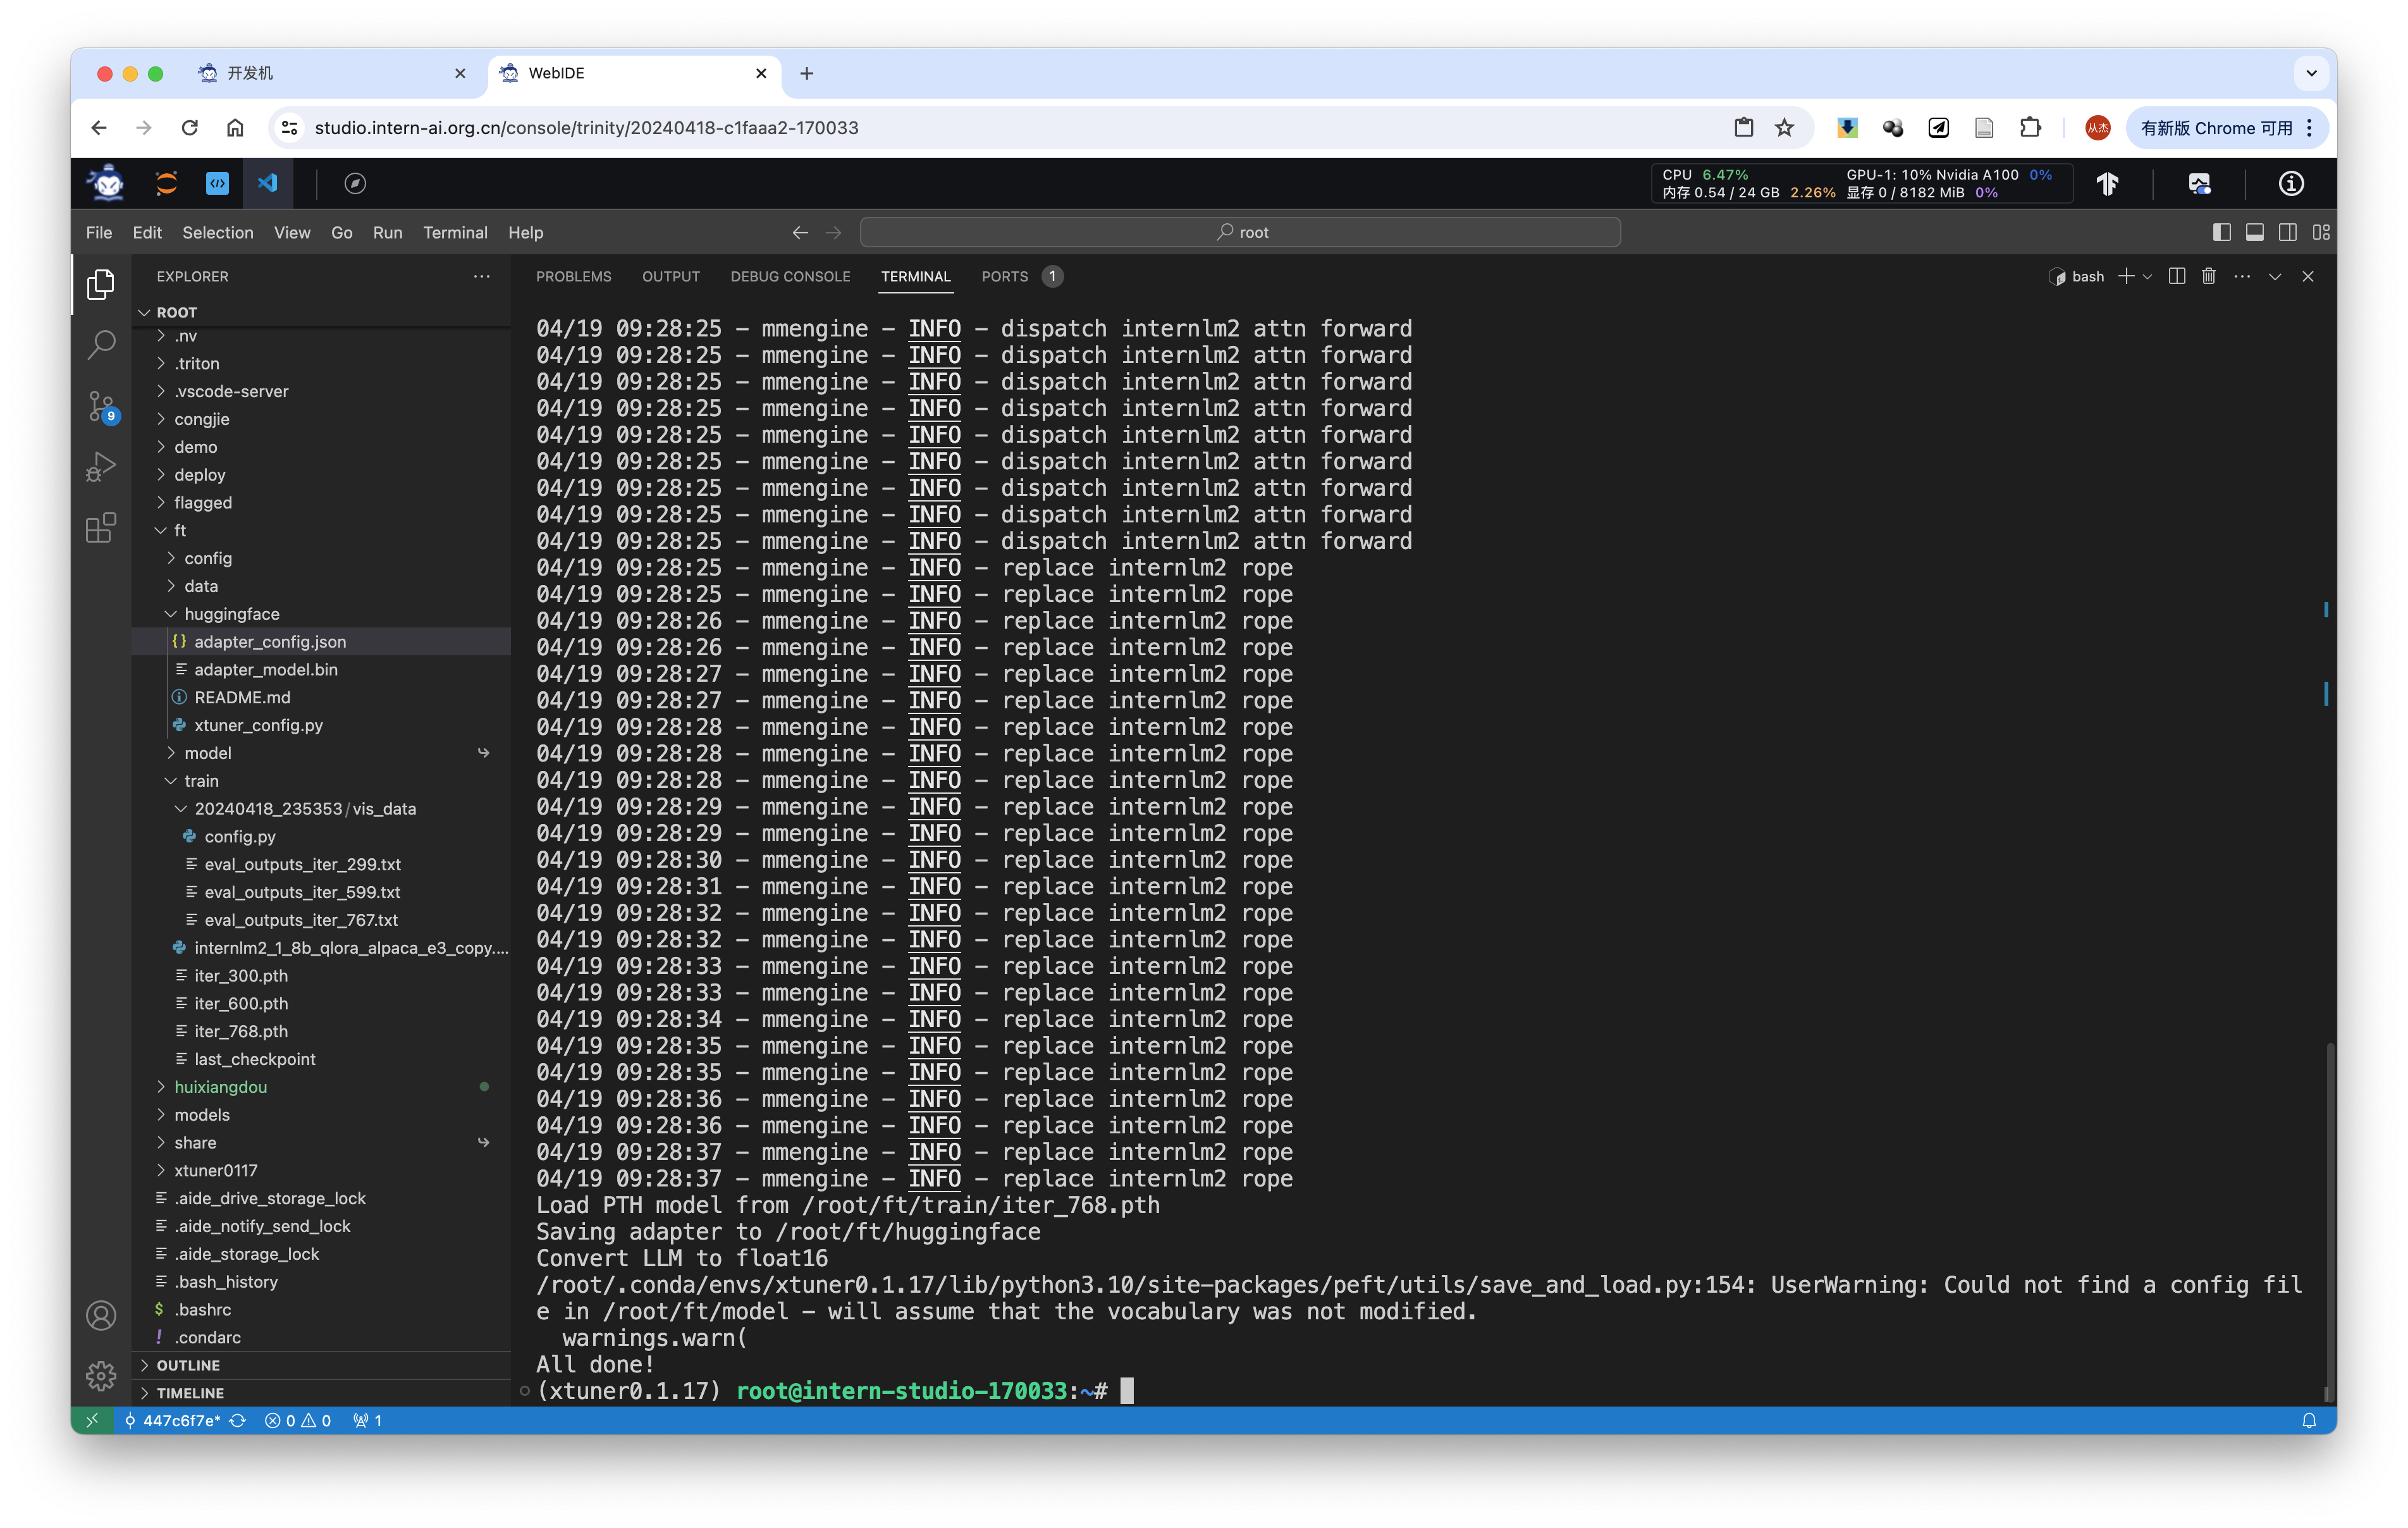 开发机
WebIDE
studio.intern-ai.org.cn/console/trinity/20240418-c1faaa2-170033
从杰
有新版 Chrome 可用
CPU 6.47%
GPU-1: 10% Nvidia A100 0%
内存 0.54 / 24 GB 2.26%
显存 0 / 8182 MiB 0%
File Edit Selection View Go Run Terminal Help
root
EXPLORER
PROBLEMS OUTPUT DEBUG CONSOLE TERMINAL PORTS 1
bash
ROOT
.nv
.triton
.vscode-server
congjie
demo
deploy
flagged
ft
config
data
huggingface
{} adapter_config.json
adapter_model.bin
README.md
xtuner_config.py
model
train
20240418_235353/vis_data
config.py
eval_outputs_iter_299.txt
eval_outputs_iter_599.txt
eval_outputs_iter_767.txt
internlm2_1_8b_qlora_alpaca_e3_copy....
iter_300.pth
iter_600.pth
iter_768.pth
last_checkpoint
huixiangdou
models
share
xtuner0117
.aide_drive_storage_lock
.aide_notify_send_lock
.aide_storage_lock
.bash_history
$ .bashrc
! .condarc
OUTLINE
TIMELINE
9
04/19 09:28:25 - mmengine - INFO - dispatch internlm2 attn forward
04/19 09:28:25 - mmengine - INFO - dispatch internlm2 attn forward
04/19 09:28:25 - mmengine - INFO - dispatch internlm2 attn forward
04/19 09:28:25 - mmengine - INFO - dispatch internlm2 attn forward
04/19 09:28:25 - mmengine - INFO - dispatch internlm2 attn forward
04/19 09:28:25 - mmengine - INFO - dispatch internlm2 attn forward
04/19 09:28:25 - mmengine - INFO - dispatch internlm2 attn forward
04/19 09:28:25 - mmengine - INFO - dispatch internlm2 attn forward
04/19 09:28:25 - mmengine - INFO - dispatch internlm2 attn forward
04/19 09:28:25 - mmengine - INFO - replace internlm2 rope
04/19 09:28:25 - mmengine - INFO - replace internlm2 rope
04/19 09:28:26 - mmengine - INFO - replace internlm2 rope
04/19 09:28:26 - mmengine - INFO - replace internlm2 rope
04/19 09:28:27 - mmengine - INFO - replace internlm2 rope
04/19 09:28:27 - mmengine - INFO - replace internlm2 rope
04/19 09:28:28 - mmengine - INFO - replace internlm2 rope
04/19 09:28:28 - mmengine - INFO - replace internlm2 rope
04/19 09:28:28 - mmengine - INFO - replace internlm2 rope
04/19 09:28:29 - mmengine - INFO - replace internlm2 rope
04/19 09:28:29 - mmengine - INFO - replace internlm2 rope
04/19 09:28:30 - mmengine - INFO - replace internlm2 rope
04/19 09:28:31 - mmengine - INFO - replace internlm2 rope
04/19 09:28:32 - mmengine - INFO - replace internlm2 rope
04/19 09:28:32 - mmengine - INFO - replace internlm2 rope
04/19 09:28:33 - mmengine - INFO - replace internlm2 rope
04/19 09:28:33 - mmengine - INFO - replace internlm2 rope
04/19 09:28:34 - mmengine - INFO - replace internlm2 rope
04/19 09:28:35 - mmengine - INFO - replace internlm2 rope
04/19 09:28:35 - mmengine - INFO - replace internlm2 rope
04/19 09:28:36 - mmengine - INFO - replace internlm2 rope
04/19 09:28:36 - mmengine - INFO - replace internlm2 rope
04/19 09:28:37 - mmengine - INFO - replace internlm2 rope
04/19 09:28:37 - mmengine - INFO - replace internlm2 rope
Load PTH model from /root/ft/train/iter_768.pth
Saving adapter to /root/ft/huggingface
Convert LLM to float16
/root/.conda/envs/xtuner0.1.17/lib/python3.10/site-packages/peft/utils/save_and_load.py:154: UserWarning: Could not find a config fil
e in /root/ft/model - will assume that the vocabulary was not modified.
warnings.warn(
All done!
(xtuner0.1.17) root@intern-studio-170033:~#
447c6f7e* 0 0 1